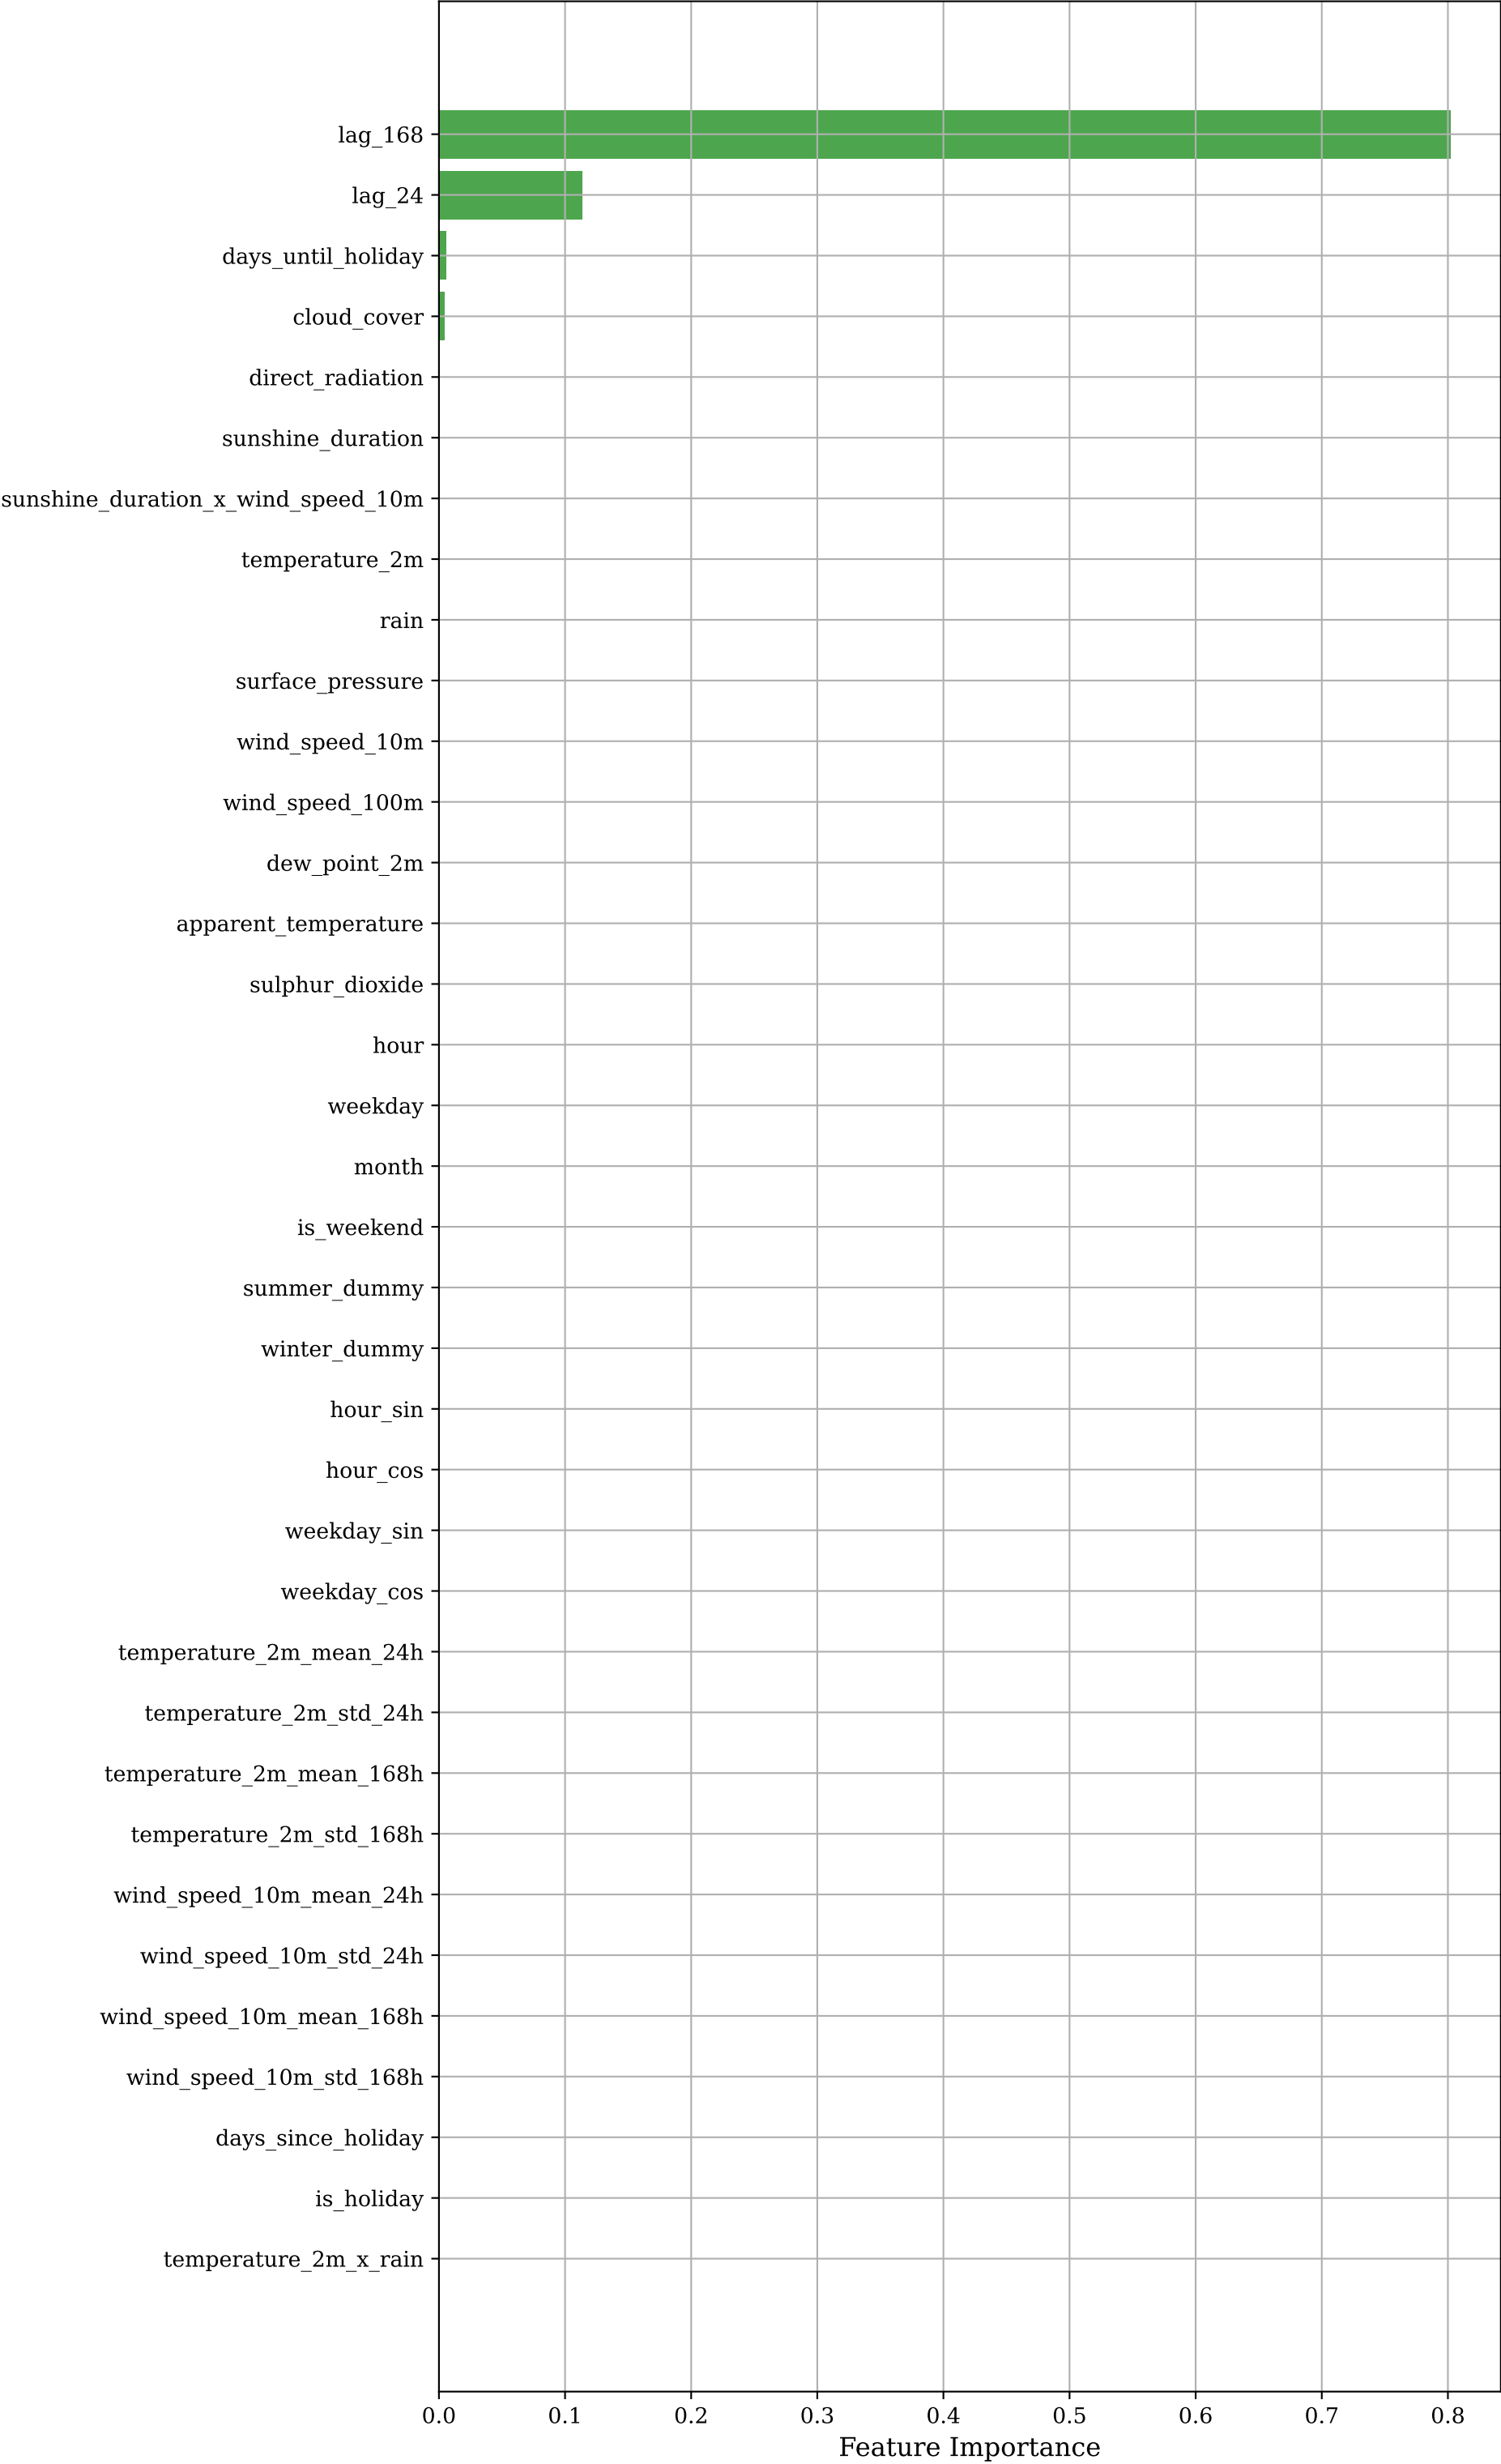 lag_168
lag_24
days_until_holiday
cloud_cover
direct_radiation
sunshine_duration
sunshine_duration_x_wind_speed_10m
temperature_2m
rain
surface_pressure
wind_speed_10m
wind_speed_100m
dew_point_2m
apparent_temperature
sulphur_dioxide
hour
weekday
month
is_weekend
summer_dummy
winter_dummy
hour_sin
hour_cos
weekday_sin
weekday_cos
temperature_2m_mean_24h
temperature_2m_std_24h
temperature_2m_mean_168h
temperature_2m_std_168h
wind_speed_10m_mean_24h
wind_speed_10m_std_24h
wind_speed_10m_mean_168h
wind_speed_10m_std_168h
days_since_holiday
is_holiday
temperature_2m_x_rain
0.0 0.1 0.2 0.3 0.4 0.5 0.6 0.7 0.8
Feature Importance